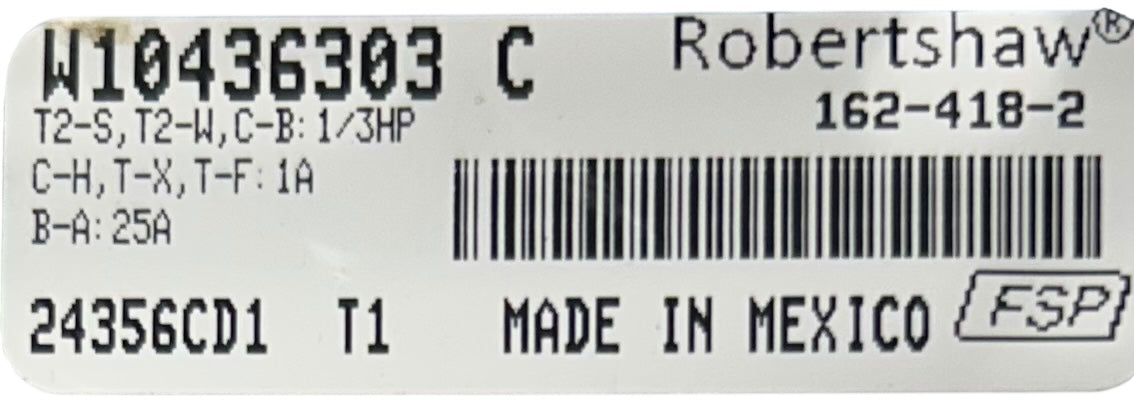 W10436303 C
Robertshaw®
162-418-2
T2-S,T2-W,C-B:1/3HP
C-H,T-X,T-F:1A
B-A:25A
24356CD1 T1 MADE IN MEXICO FSP